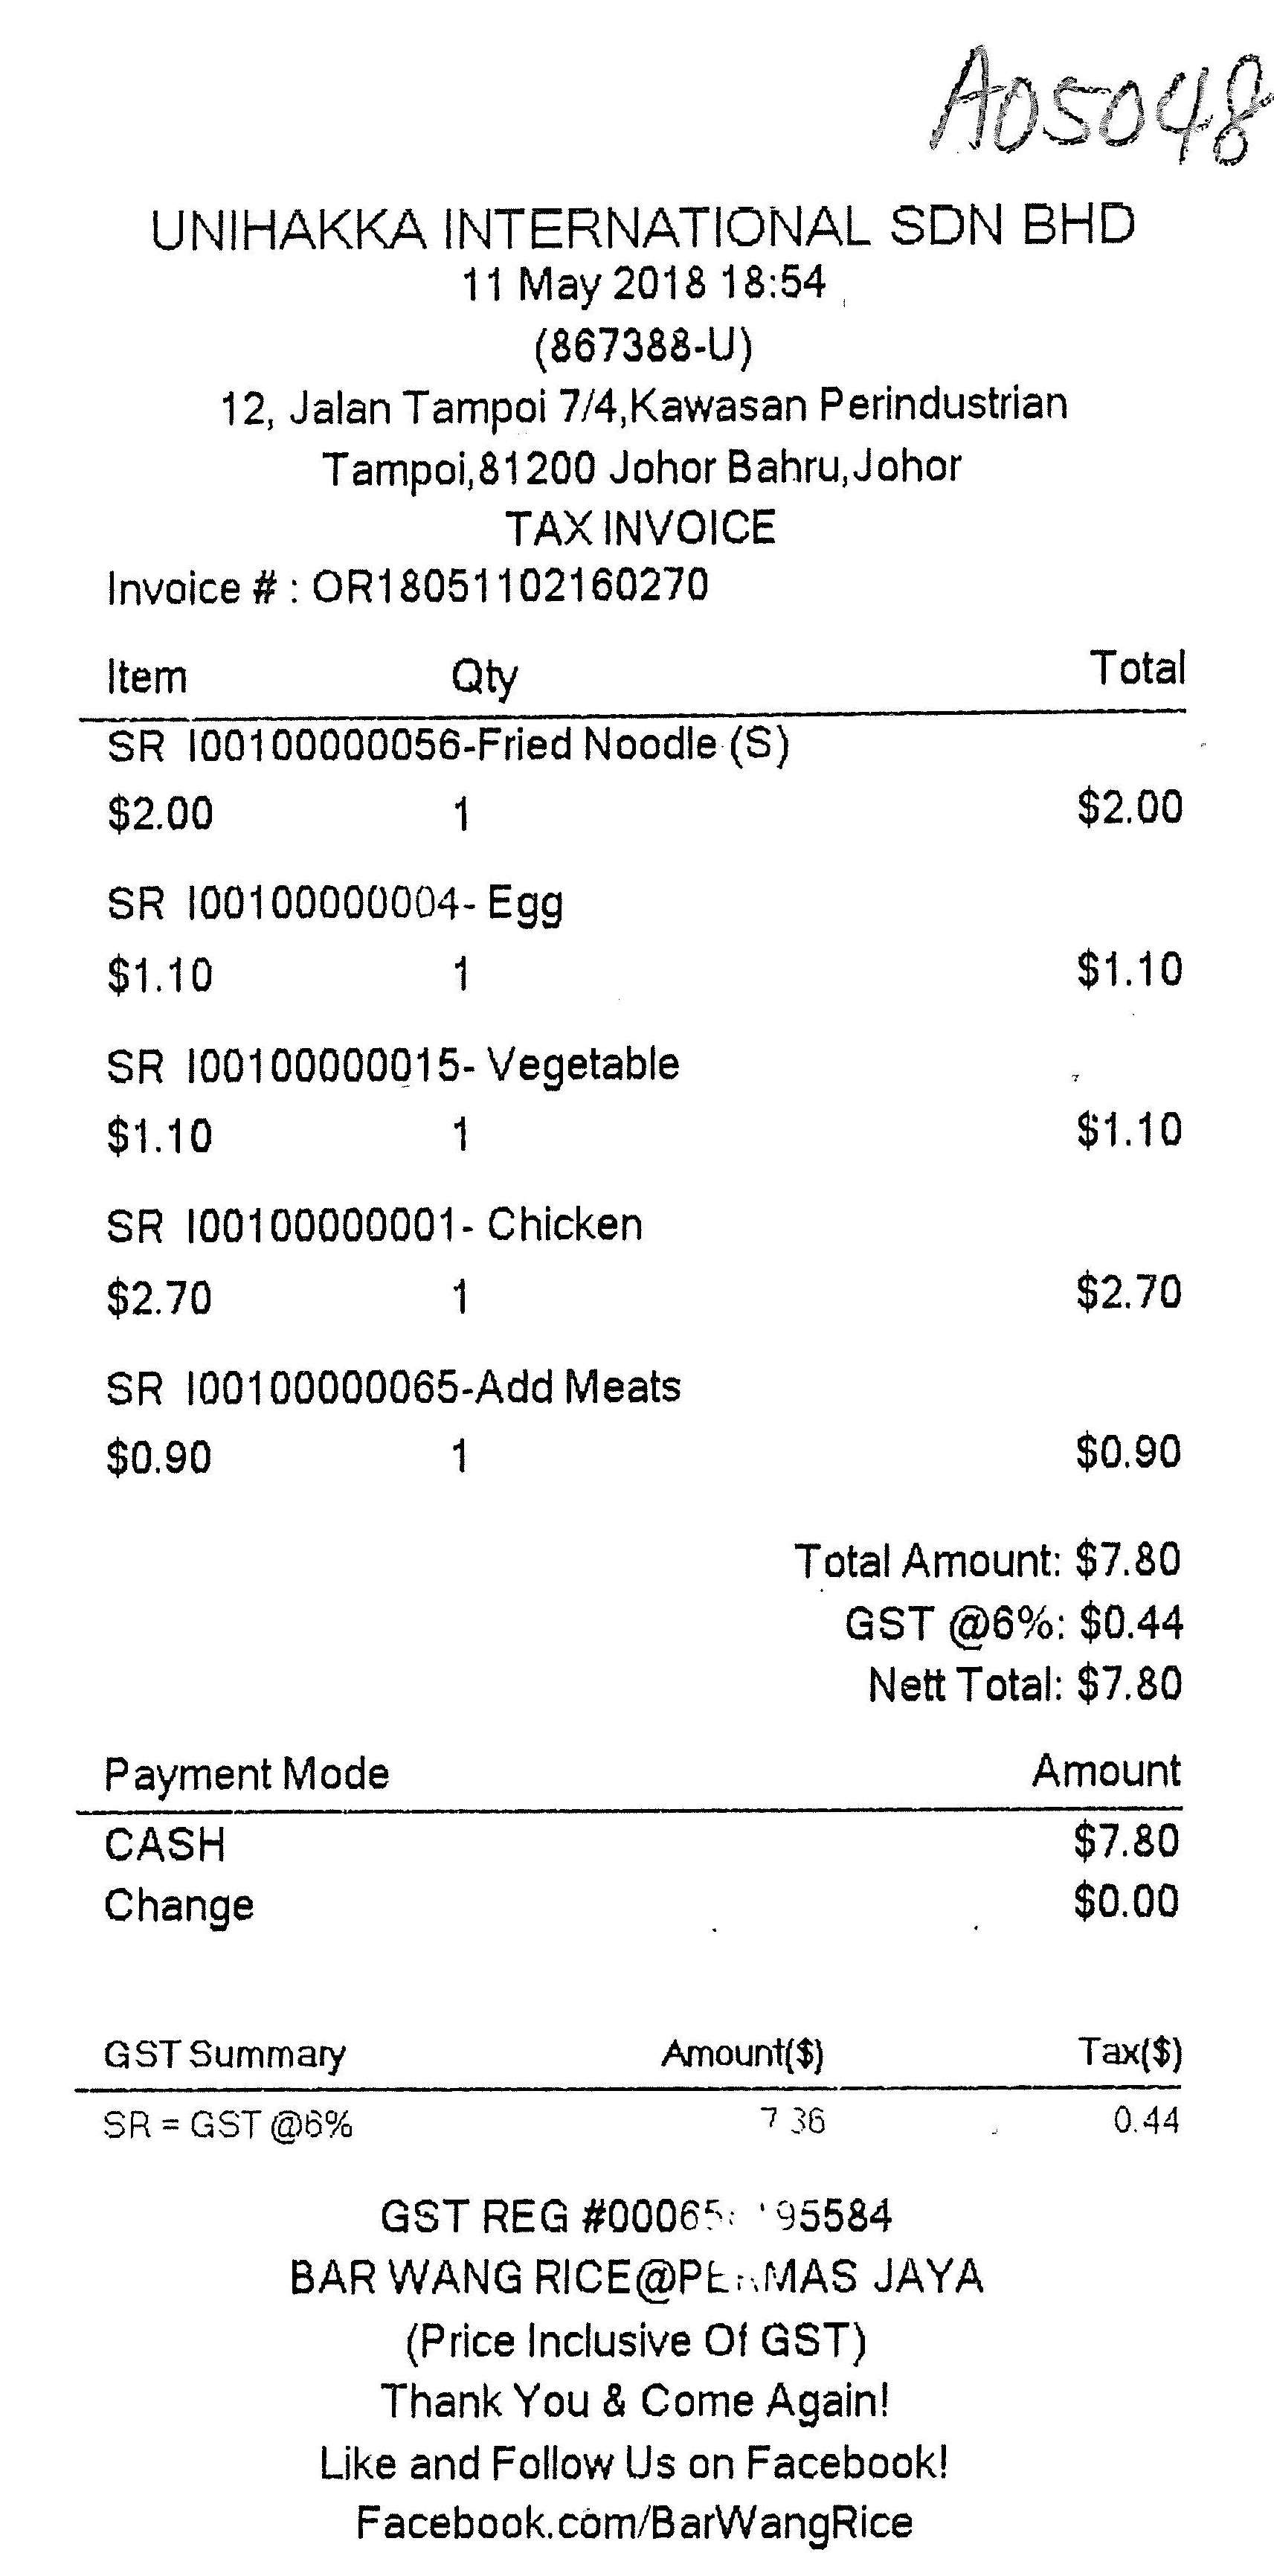 A05048
UNIHAKKA INTERNATIONAL SDN BHD
11 May 2018 18:54
(867388-U)
12, Jalan Tampoi 7/4,Kawasan Perindustrian
Tampoi,81200 Johor Bahru,Johor
TAX INVOICE
Invoice # : OR18051102160270
Item Qty Total
SR I00100000056-Fried Noodle (S)
$2.00 1 $2.00
SR I00100000004- Egg
$1.10 1 $1.10
SR I00100000015- Vegetable
$1.10 1 $1.10
SR I00100000001- Chicken
$2.70 1 $2.70
SR I00100000065-Add Meats
$0.90 1 $0.90
Total Amount: $7.80
GST @6%: $0.44
Nett Total: $7.80
Payment Mode Amount
CASH $7.80
Change $0.00
GST Summary Amount($) Tax($)
SR = GST @6% 7.36 0.44
GST REG
BAR WANG RICE@PERMAS JAYA
(Price Inclusive Of GST)
Thank You & Come Again!
Like and Follow Us on Facebook!
Facebook.com/BarWangRice